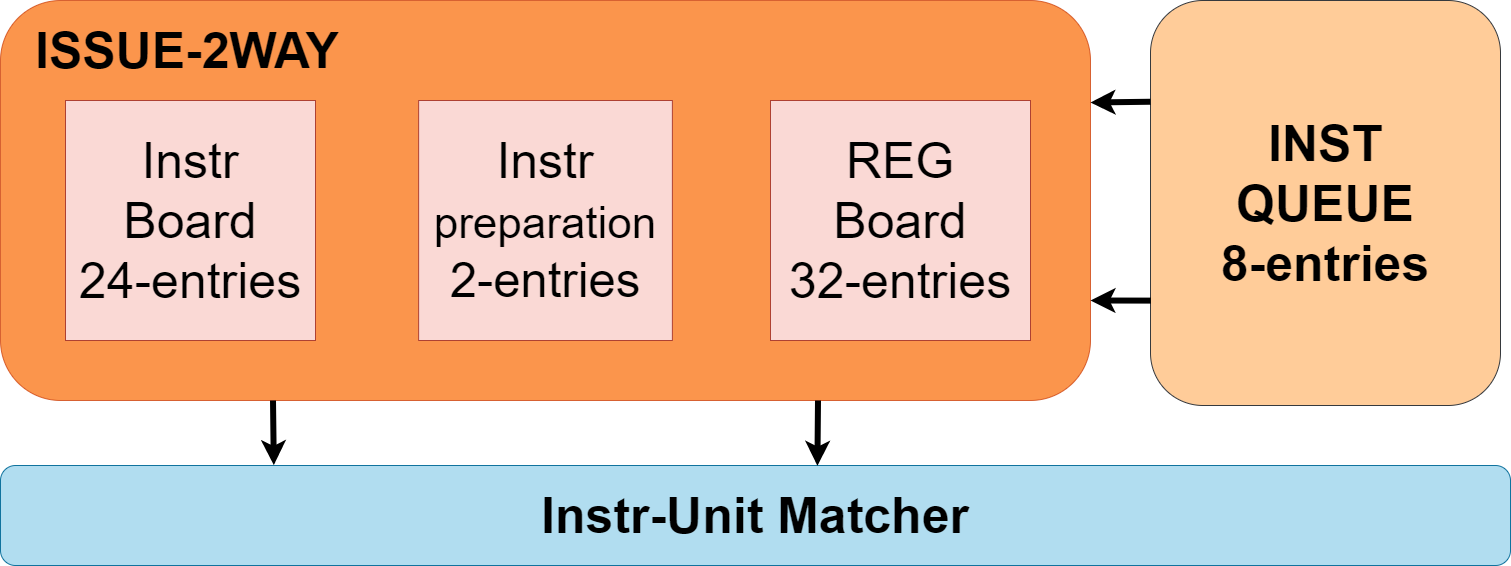 ISSUE-2WAY
Instr
Board
24-entries
Instr
preparation
2-entries
REG
Board
32-entries
INST
QUEUE
8-entries
Instr-Unit Matcher